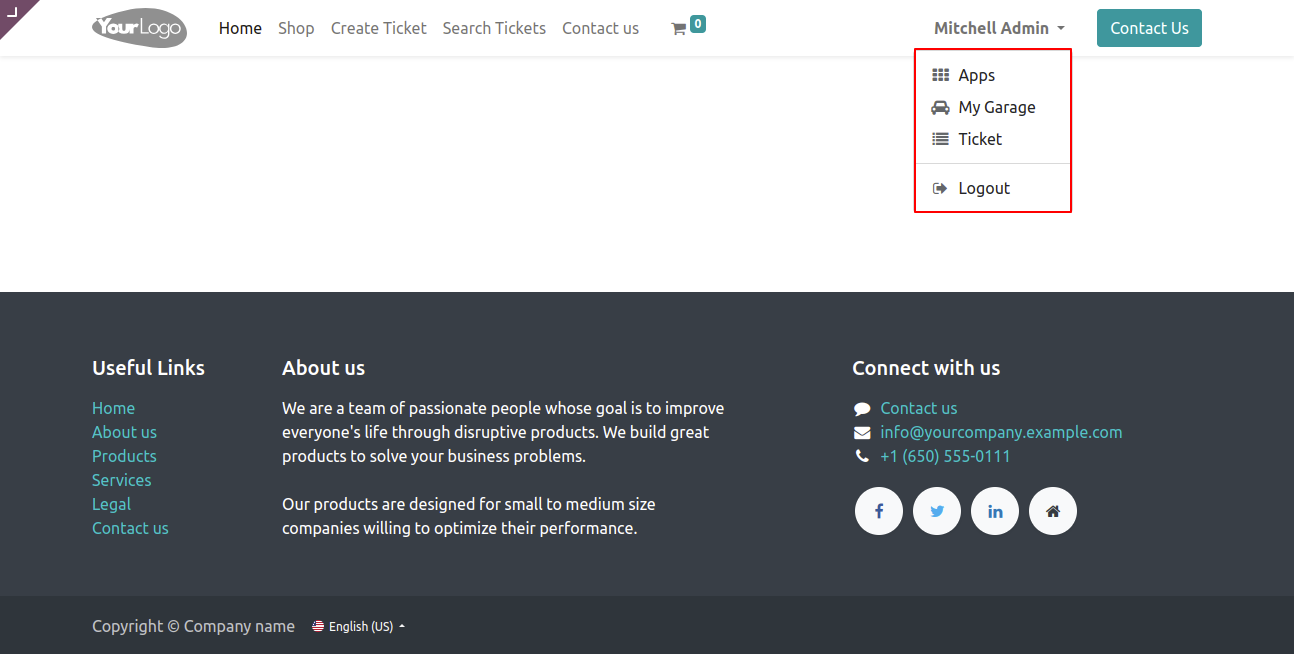 YourLogo Home Shop Create Ticket Search Tickets Contact us 0 Mitchell Admin Contact Us
Apps
My Garage
Ticket
Logout
Useful Links
Home
About us
Products
Services
Legal
Contact us
About us
We are a team of passionate people whose goal is to improve
everyone's life through disruptive products. We build great
products to solve your business problems.
Our products are designed for small to medium size
companies willing to optimize their performance.
Connect with us
Contact us
info@yourcompany.example.com
+1 (650) 555-0111
Copyright © Company name English (US)